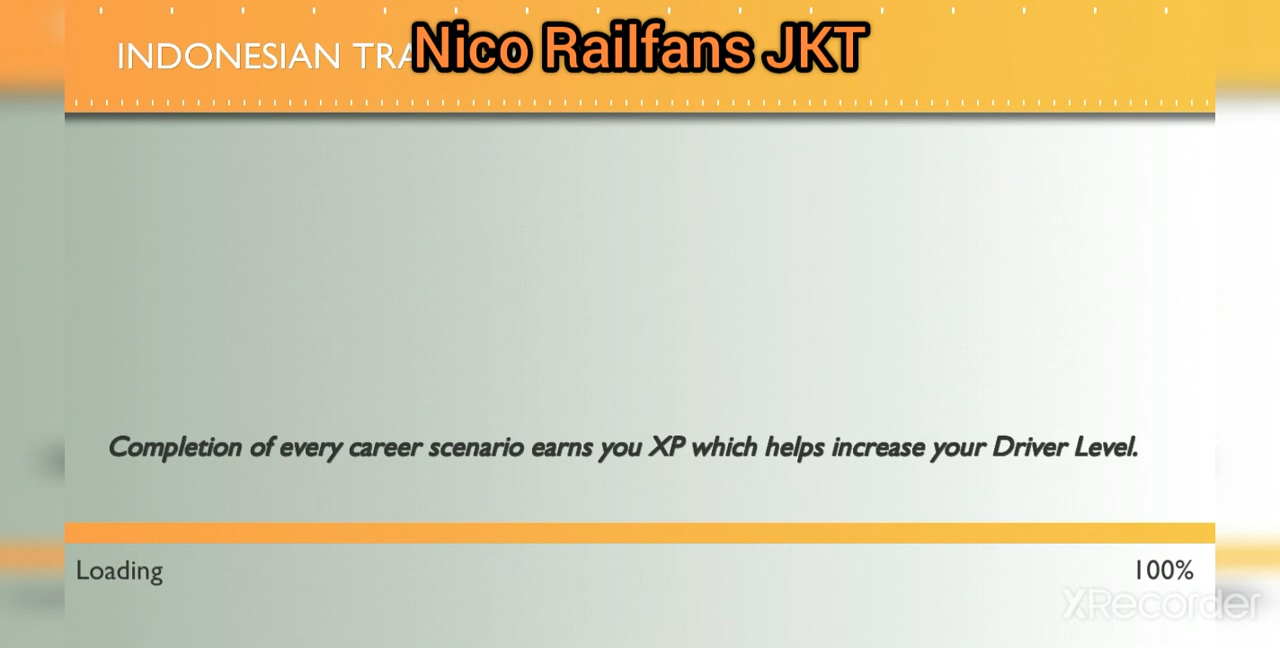 INDONESIAN TRA
Nico Railfans JKT
Completion of every career scenario earns you XP which helps increase your Driver Level.
Loading
100%
XRecorder